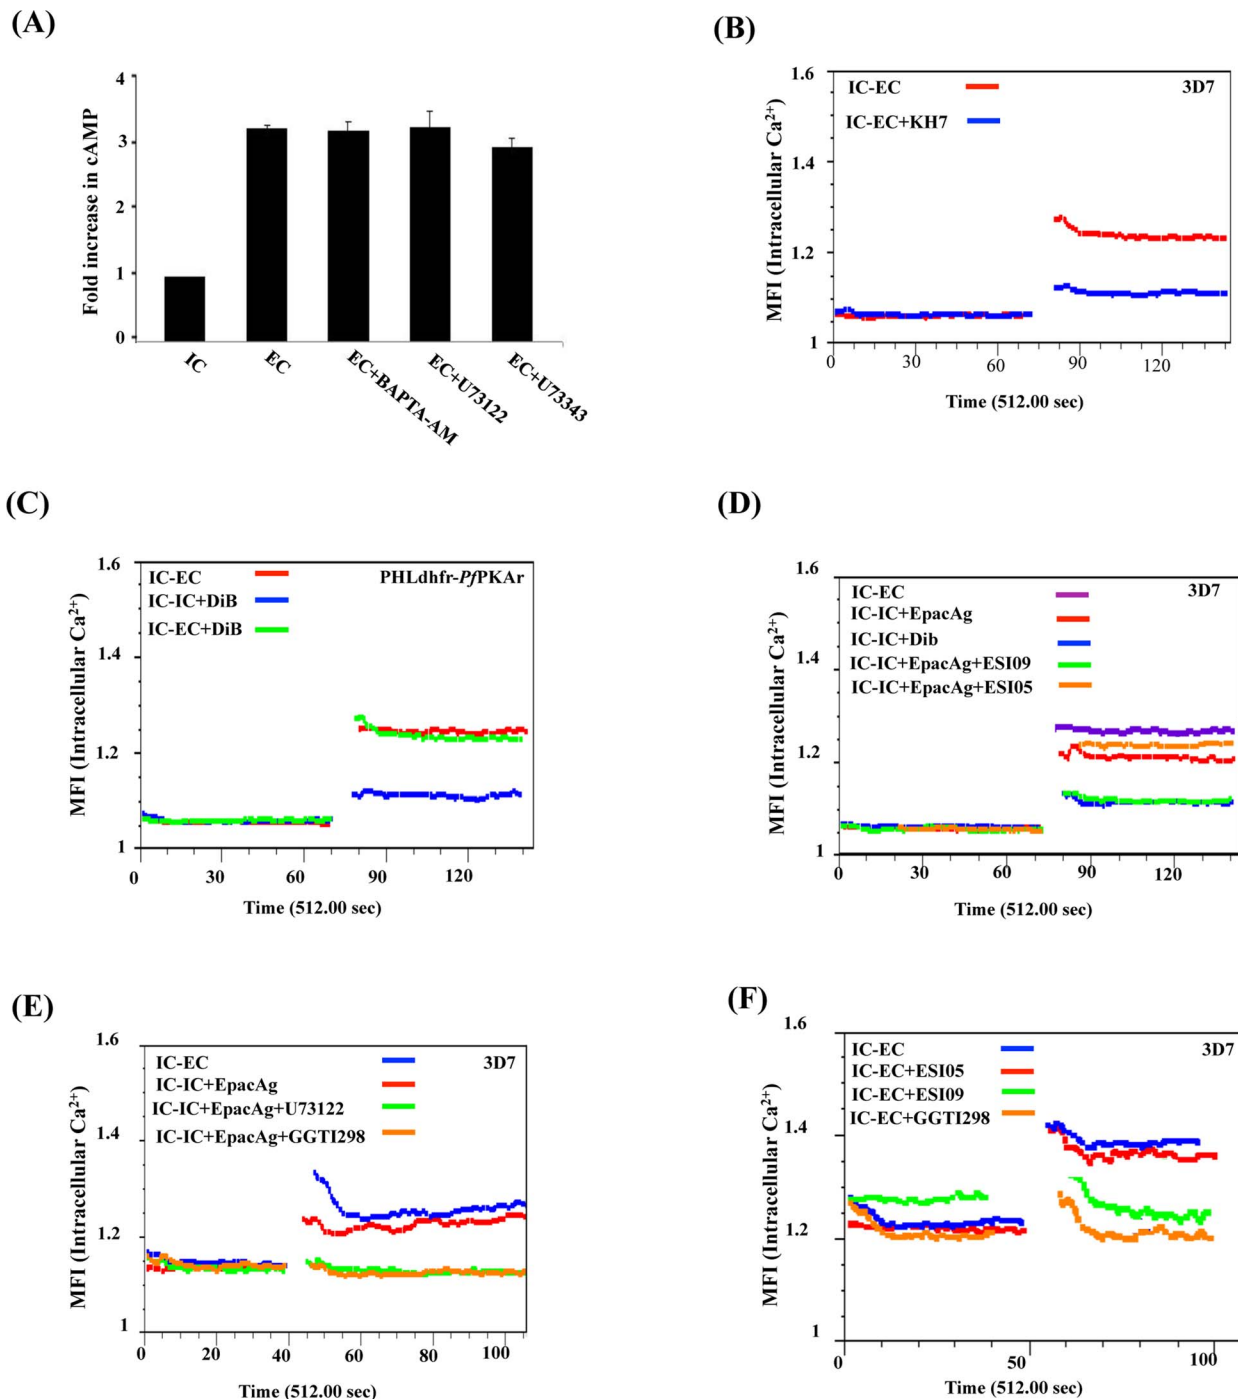 (A)
Fold increase in cAMP
4
3
2
1
0
IC
EC
EC+BAPTA-AM
EC+U73122
EC+U73343
(B)
MFI (Intracellular Ca²⁺)
1.6
1.4
1.2
1
IC-EC
IC-EC+KH7
3D7
0 30 60 90 120
Time (512.00 sec)
(C)
MFI (Intracellular Ca²⁺)
1.6
1.4
1.2
1
IC-EC
IC-IC+DiB
IC-EC+DiB
PHLdhfr-PfPKAr
0 30 60 90 120
Time (512.00 sec)
(D)
MFI (Intracellular Ca²⁺)
1.6
1.4
1.2
1
IC-EC
IC-IC+EpacAg
IC-IC+Dib
IC-IC+EpacAg+ESI09
IC-IC+EpacAg+ESI05
3D7
0 30 60 90 120
Time (512.00 sec)
(E)
MFI (Intracellular Ca²⁺)
1.6
1.4
1.2
1
IC-EC
IC-IC+EpacAg
IC-IC+EpacAg+U73122
IC-IC+EpacAg+GGTI298
3D7
0 20 40 60 80 100
Time (512.00 sec)
(F)
MFI (Intracellular Ca²⁺)
1.6
1.4
1.2
1
IC-EC
IC-EC+ESI05
IC-EC+ESI09
IC-EC+GGTI298
3D7
0 50 100
Time (512.00 sec)